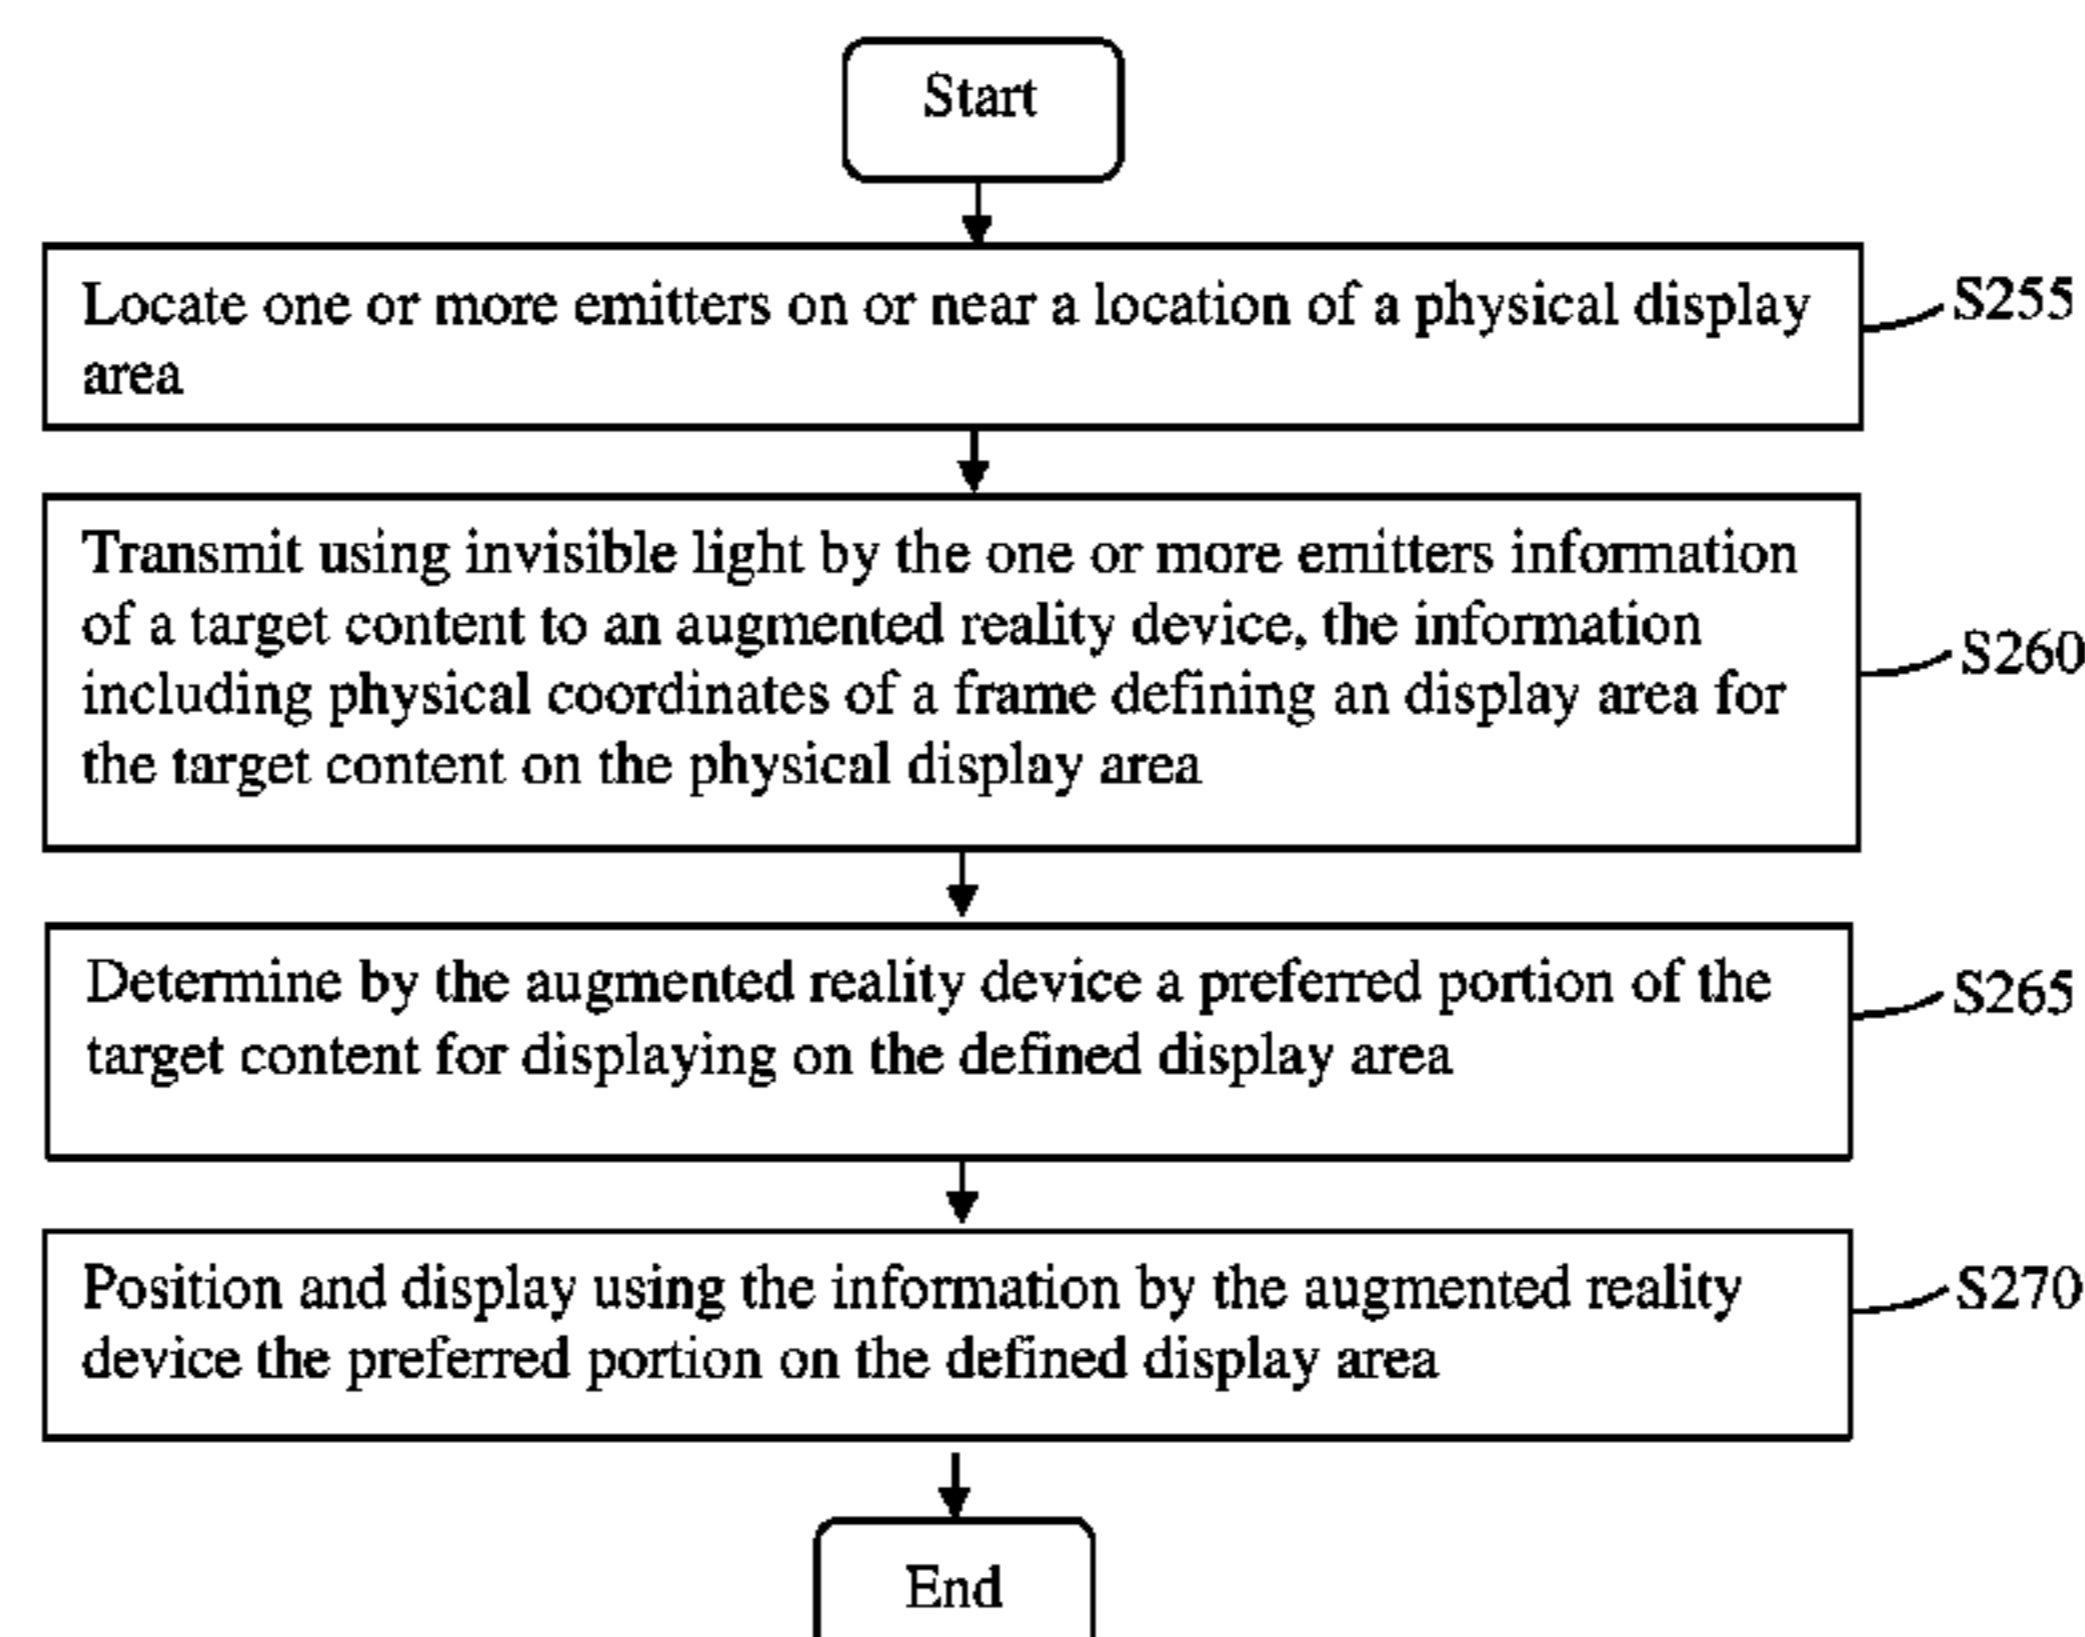 Start
Locate one or more emitters on or near a location of a physical display
area
S255
Transmit using invisible light by the one or more emitters information
of a target content to an augmented reality device, the information
including physical coordinates of a frame defining an display area for
the target content on the physical display area
S260
Determine by the augmented reality device a preferred portion of the
target content for displaying on the defined display area
S265
Position and display using the information by the augmented reality
device the preferred portion on the defined display area
S270
End